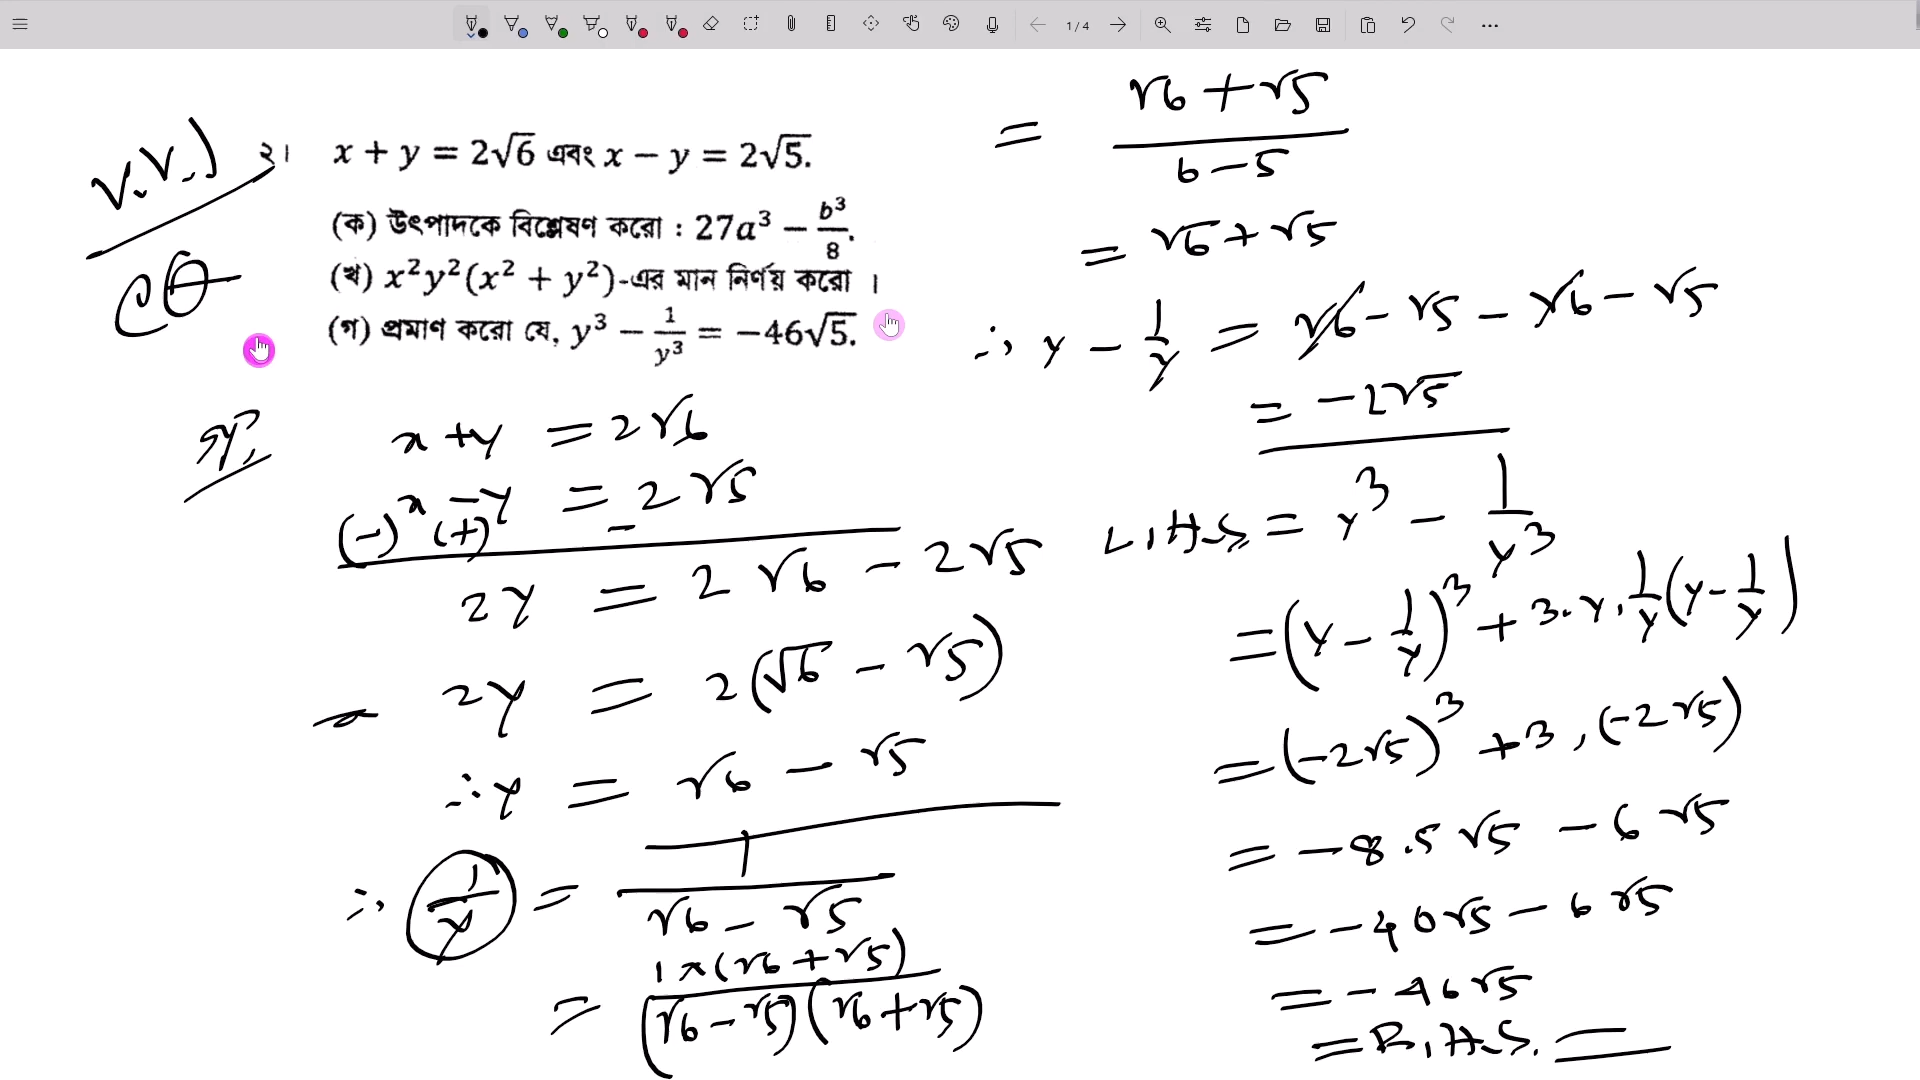 1 / 4
V.V.I
২।	x + y = 2√6 এবং x − y = 2√5.
(ক) উৎপাদকে বিশ্লেষণ করো : 27a³ − b³/8.
(খ) x²y²(x² + y²)-এর মান নির্ণয় করো ।
(গ) প্রমাণ করো যে, y³ − 1/y³ = −46√5.
x + y = 2√6
x − y = 2√5
(−) (+) −
2y = 2√6 − 2√5
2y = 2(√6 − √5)
∴ y = √6 − √5
∴ 1/y = 1/(√6 − √5)
= 1×(√6 + √5)/(√6 − √5)(√6 + √5)
= (√6 + √5)/(6 − 5)
= √6 + √5
∴ y − 1/y = √6 − √5 − √6 − √5
= −2√5
L.H.S = y³ − 1/y³
= (y − 1/y)³ + 3.y.1/y(y − 1/y)
= (−2√5)³ + 3.(−2√5)
= −8.5√5 − 6√5
= −40√5 − 6√5
= −46√5
= R.H.S.